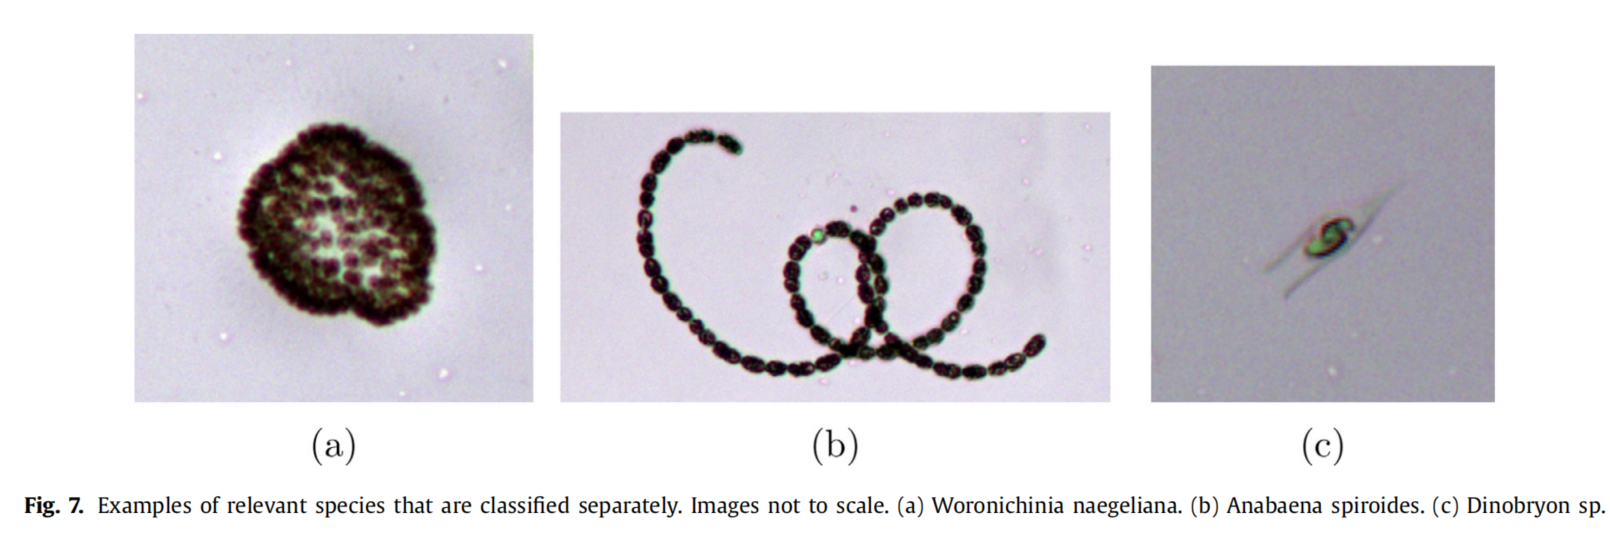 (a) (b) (c)
Fig. 7. Examples of relevant species that are classified separately. Images not to scale. (a) Woronichinia naegeliana. (b) Anabaena spiroides. (c) Dinobryon sp.